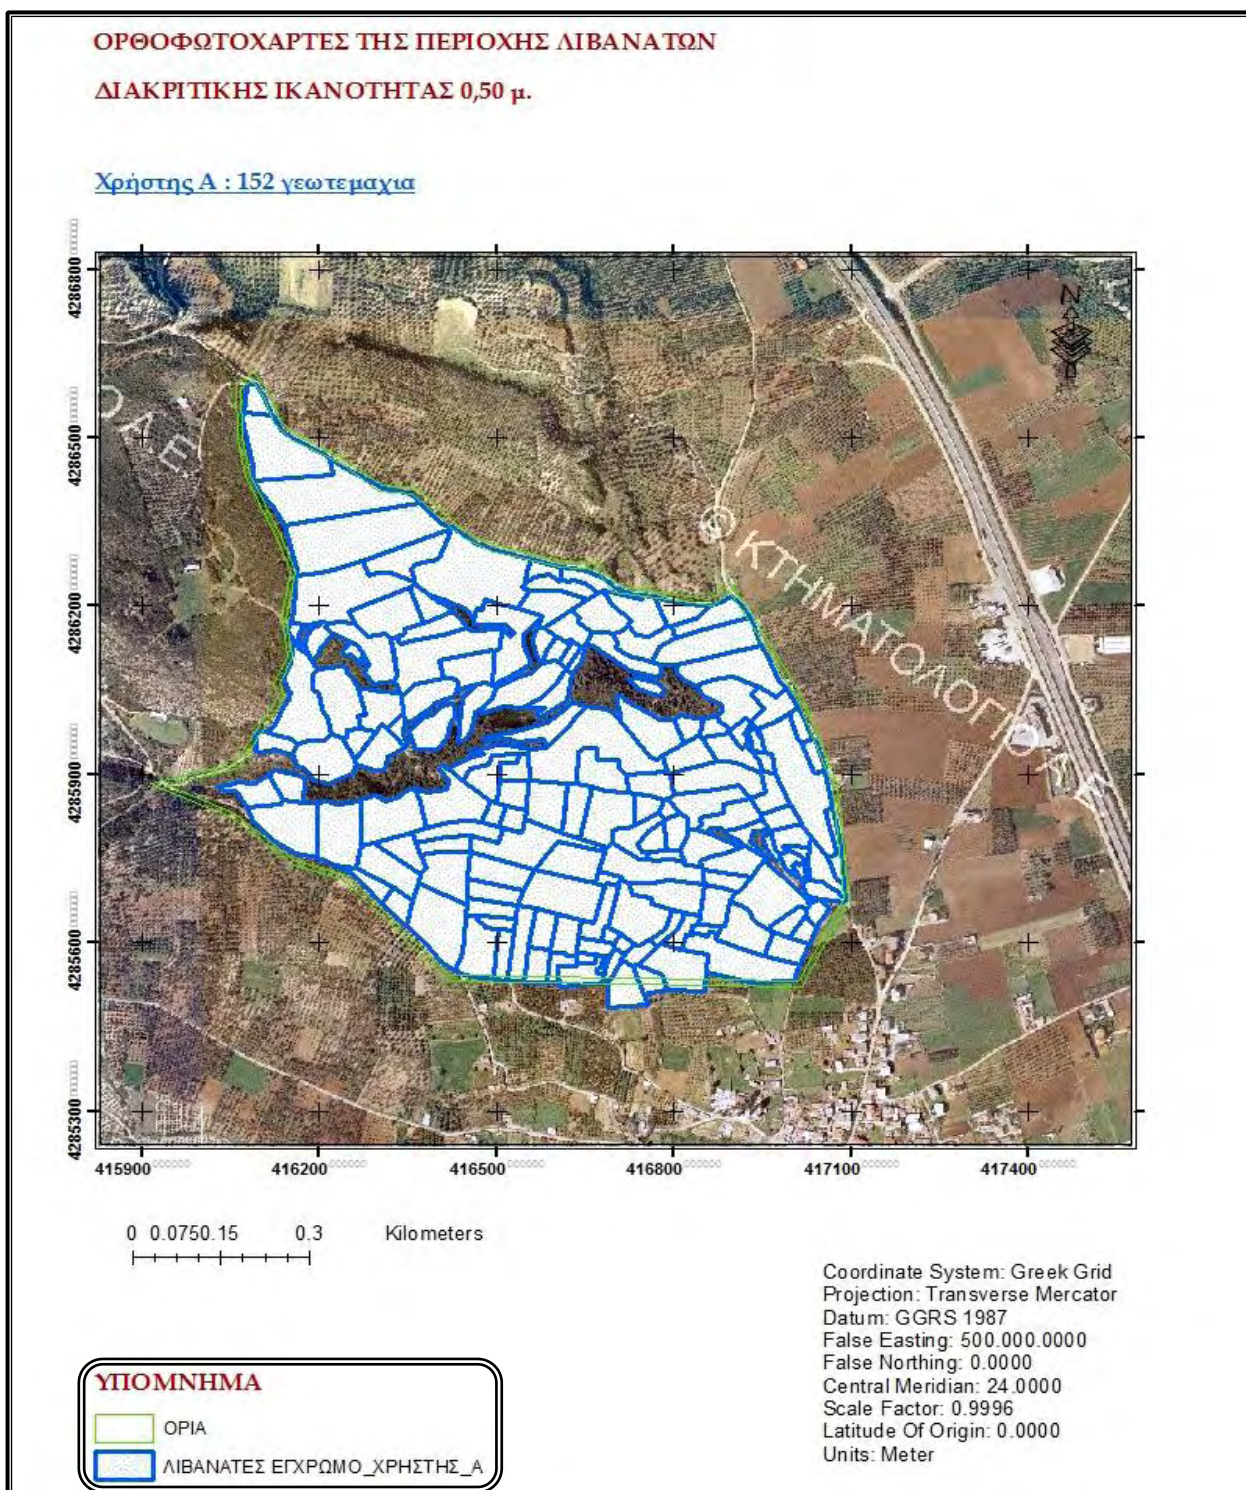 ΟΡΘΟΦΩΤΟΧΑΡΤΕΣ ΤΗΣ ΠΕΡΙΟΧΗΣ ΛΙΒΑΝΑΤΩΝ
ΔΙΑΚΡΙΤΙΚΗΣ ΙΚΑΝΟΤΗΤΑΣ 0,50 μ.
Χρήστης Α : 152 γεωτεμαχια
4286800
4286500
4286200
4285900
4285600
4285300
N
Ο Α.Ε
© ΚΤΗΜΑΤΟΛΟΓΙΟ Α
415900
416200
416500
416800
417100
417400
0 0.0750.15 0.3 Kilometers
Coordinate System: Greek Grid
Projection: Transverse Mercator
Datum: GGRS 1987
False Easting: 500.000.0000
False Northing: 0.0000
Central Meridian: 24.0000
Scale Factor: 0.9996
Latitude Of Origin: 0.0000
Units: Meter
ΥΠΟΜΝΗΜΑ
ΟΡΙΑ
ΛΙΒΑΝΑΤΕΣ ΕΓΧΡΩΜΟ_ΧΡΗΣΤΗΣ_Α